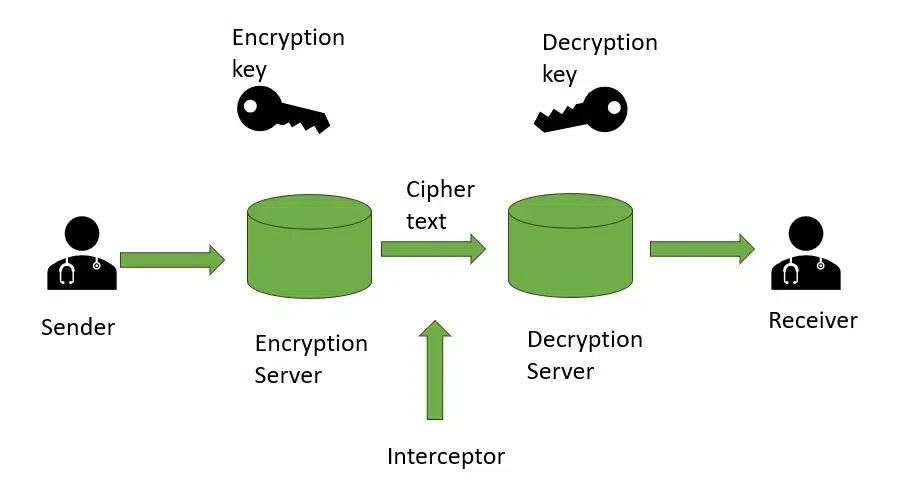 Encryption
key
Decryption
key
Cipher
text
Sender
Encryption
Server
Decryption
Server
Receiver
Interceptor